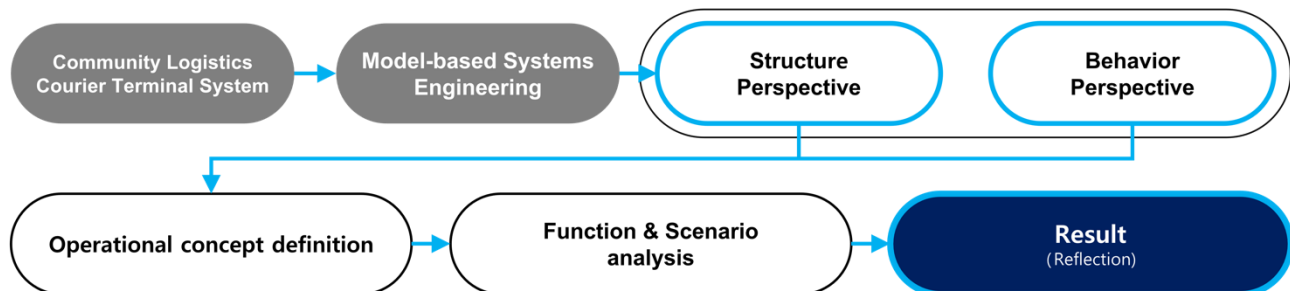 Community Logistics
Courier Terminal System
Model-based Systems
Engineering
Structure
Perspective
Behavior
Perspective
Operational concept definition
Function & Scenario
analysis
Result
(Reflection)